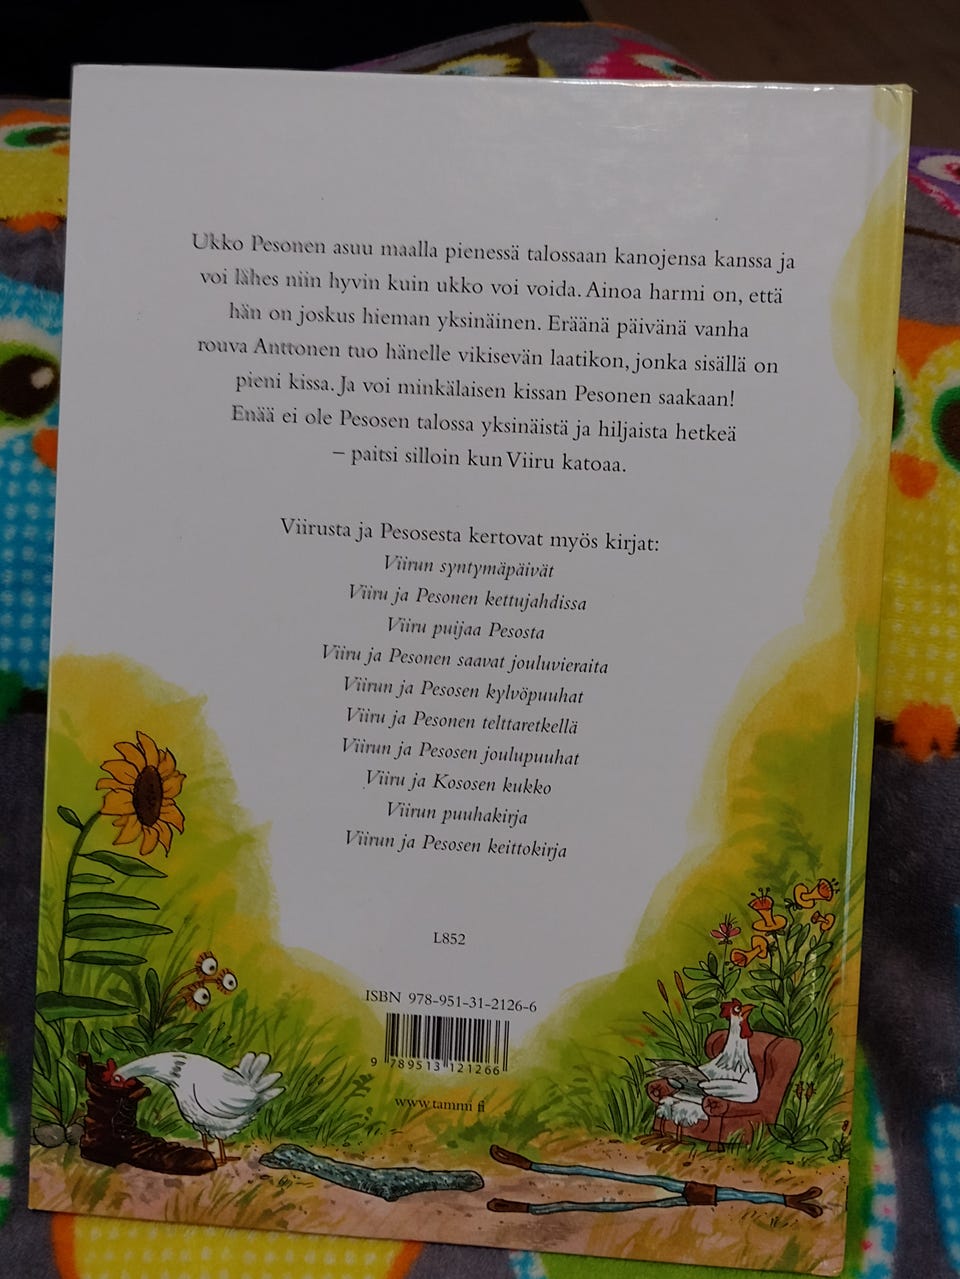 Ukko Pesonen asuu maalla pienessä talossaan kanojensa kanssa ja
voi lähes niin hyvin kuin ukko voi voida. Ainoa harmi on, että
hän on joskus hieman yksinäinen. Eräänä päivänä vanha
rouva Anttonen tuo hänelle vikisevän laatikon, jonka sisällä on
pieni kissa. Ja voi minkälaisen kissan Pesonen saakaan!
Enää ei ole Pesosen talossa yksinäistä ja hiljaista hetkeä
– paitsi silloin kun Viiru katoaa.
Viirusta ja Pesosesta kertovat myös kirjat:
Viirun syntymäpäivät
Viiru ja Pesonen kettujahdissa
Viiru puijaa Pesosta
Viiru ja Pesonen saavat jouluvieraita
Viirun ja Pesosen kylvöpuuhat
Viiru ja Pesonen telttaretkellä
Viirun ja Pesosen joulupuuhat
Viiru ja Kososen kukko
Viirun puuhakirja
Viirun ja Pesosen keittokirja
L852
ISBN 978-951-31-2126-6
9 789513 121266
www.tammi.fi